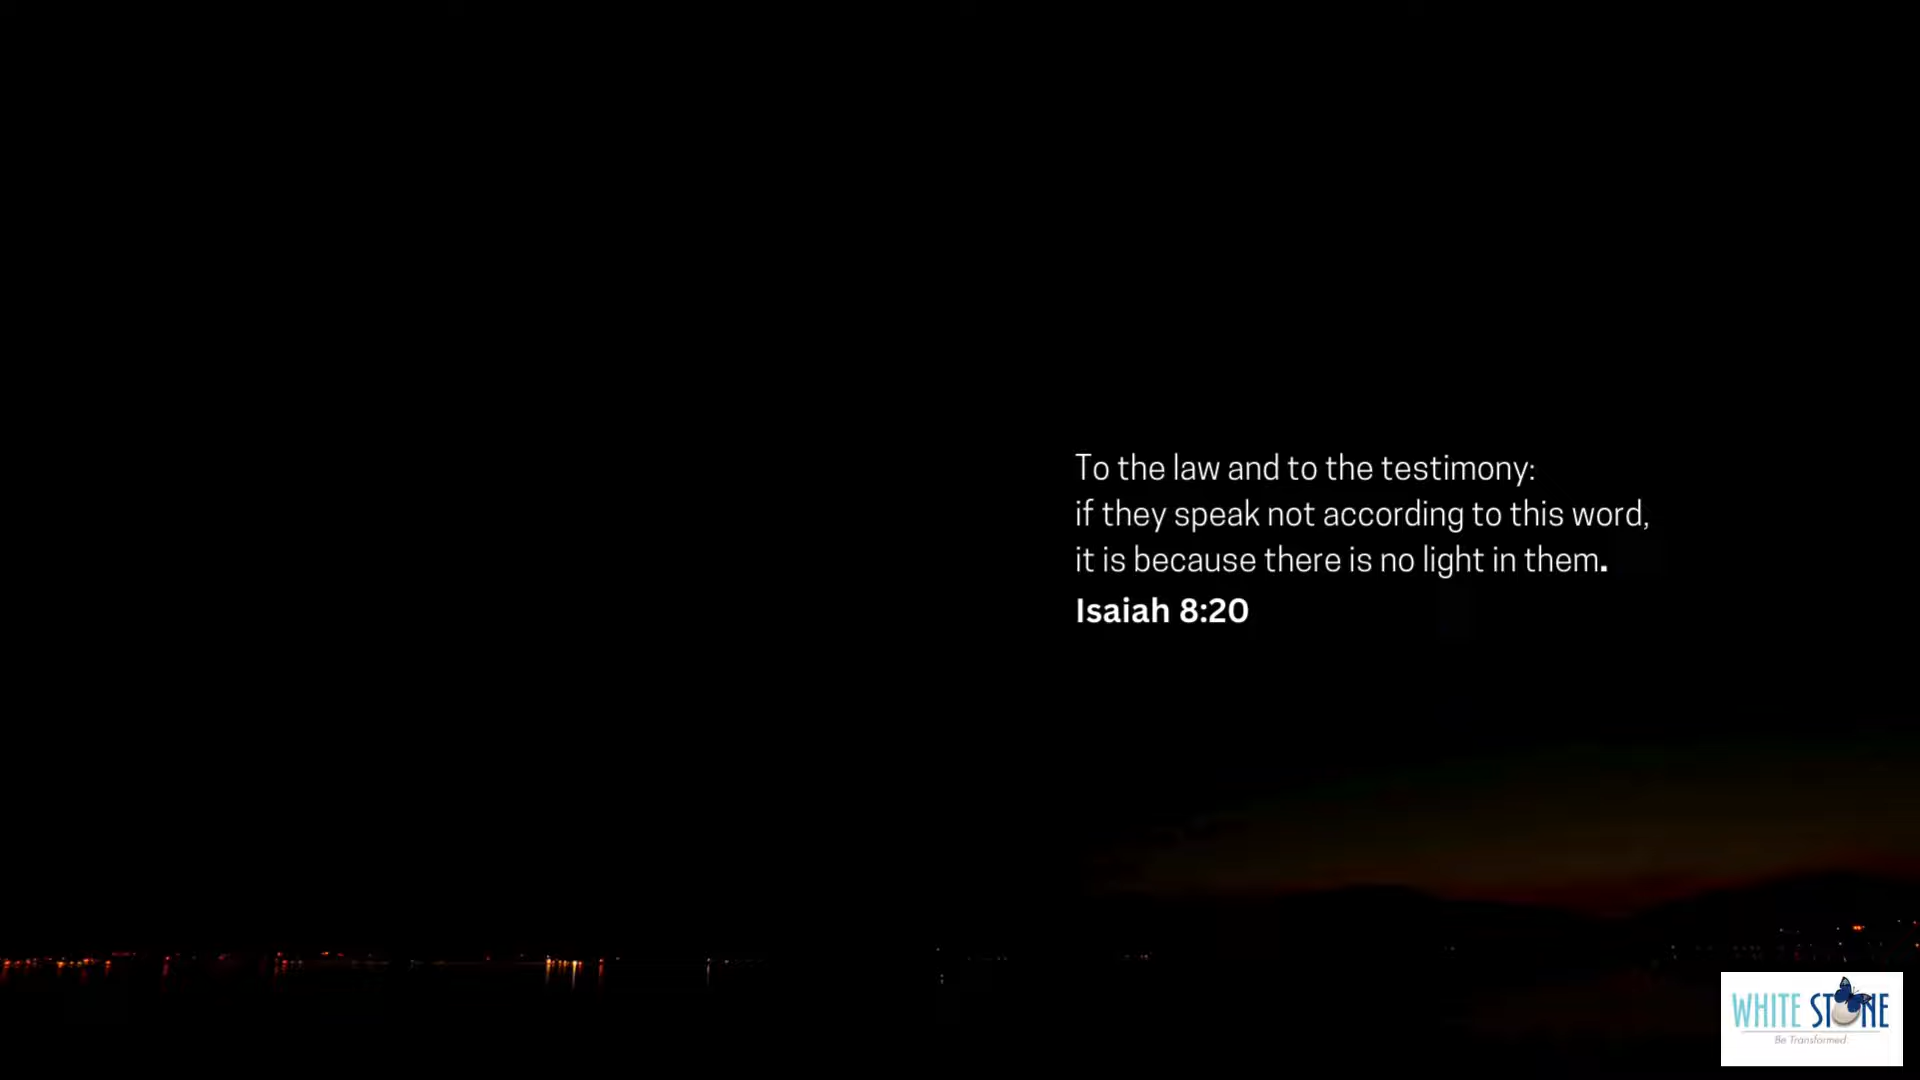 To the law and to the testimony:
if they speak not according to this word,
it is because there is no light in them.
Isaiah 8:20
WHITE STONE
Be Transformed.